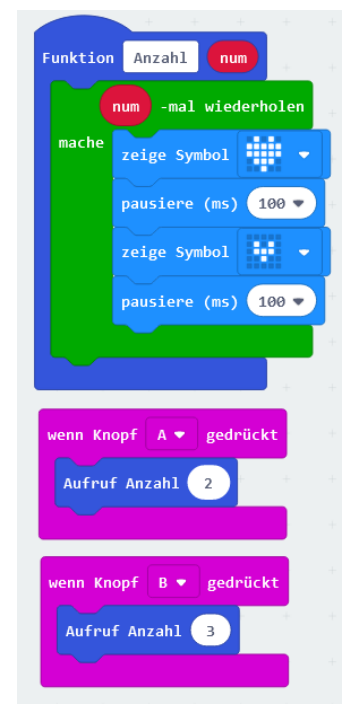 Funktion Anzahl num
num -mal wiederholen
mache
zeige Symbol
pausiere (ms) 100
zeige Symbol
pausiere (ms) 100
wenn Knopf A gedrückt
Aufruf Anzahl 2
wenn Knopf B gedrückt
Aufruf Anzahl 3